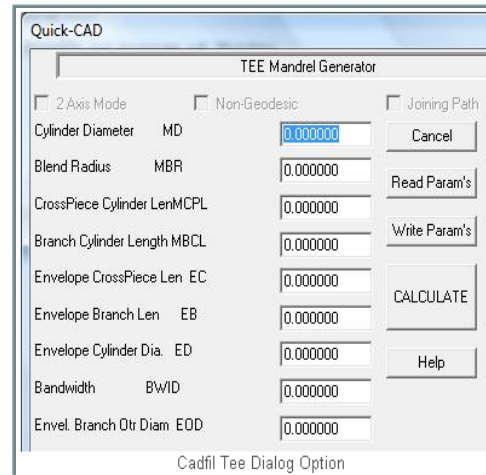 Quick-CAD
TEE Mandrel Generator
2 Axis Mode Non-Geodesic Joining Path
Cylinder Diameter MD 0.000000 Cancel
Blend Radius MBR 0.000000 Read Param's
CrossPiece Cylinder LenMCPL 0.000000
Branch Cylinder Length MBCL 0.000000 Write Param's
Envelope CrossPiece Len EC 0.000000
Envelope Branch Len EB 0.000000 CALCULATE
Envelope Cylinder Dia. ED 0.000000 Help
Bandwidth BWID 0.000000
Envel. Branch Otr Diam EOD 0.000000
Cadfil Tee Dialog Option